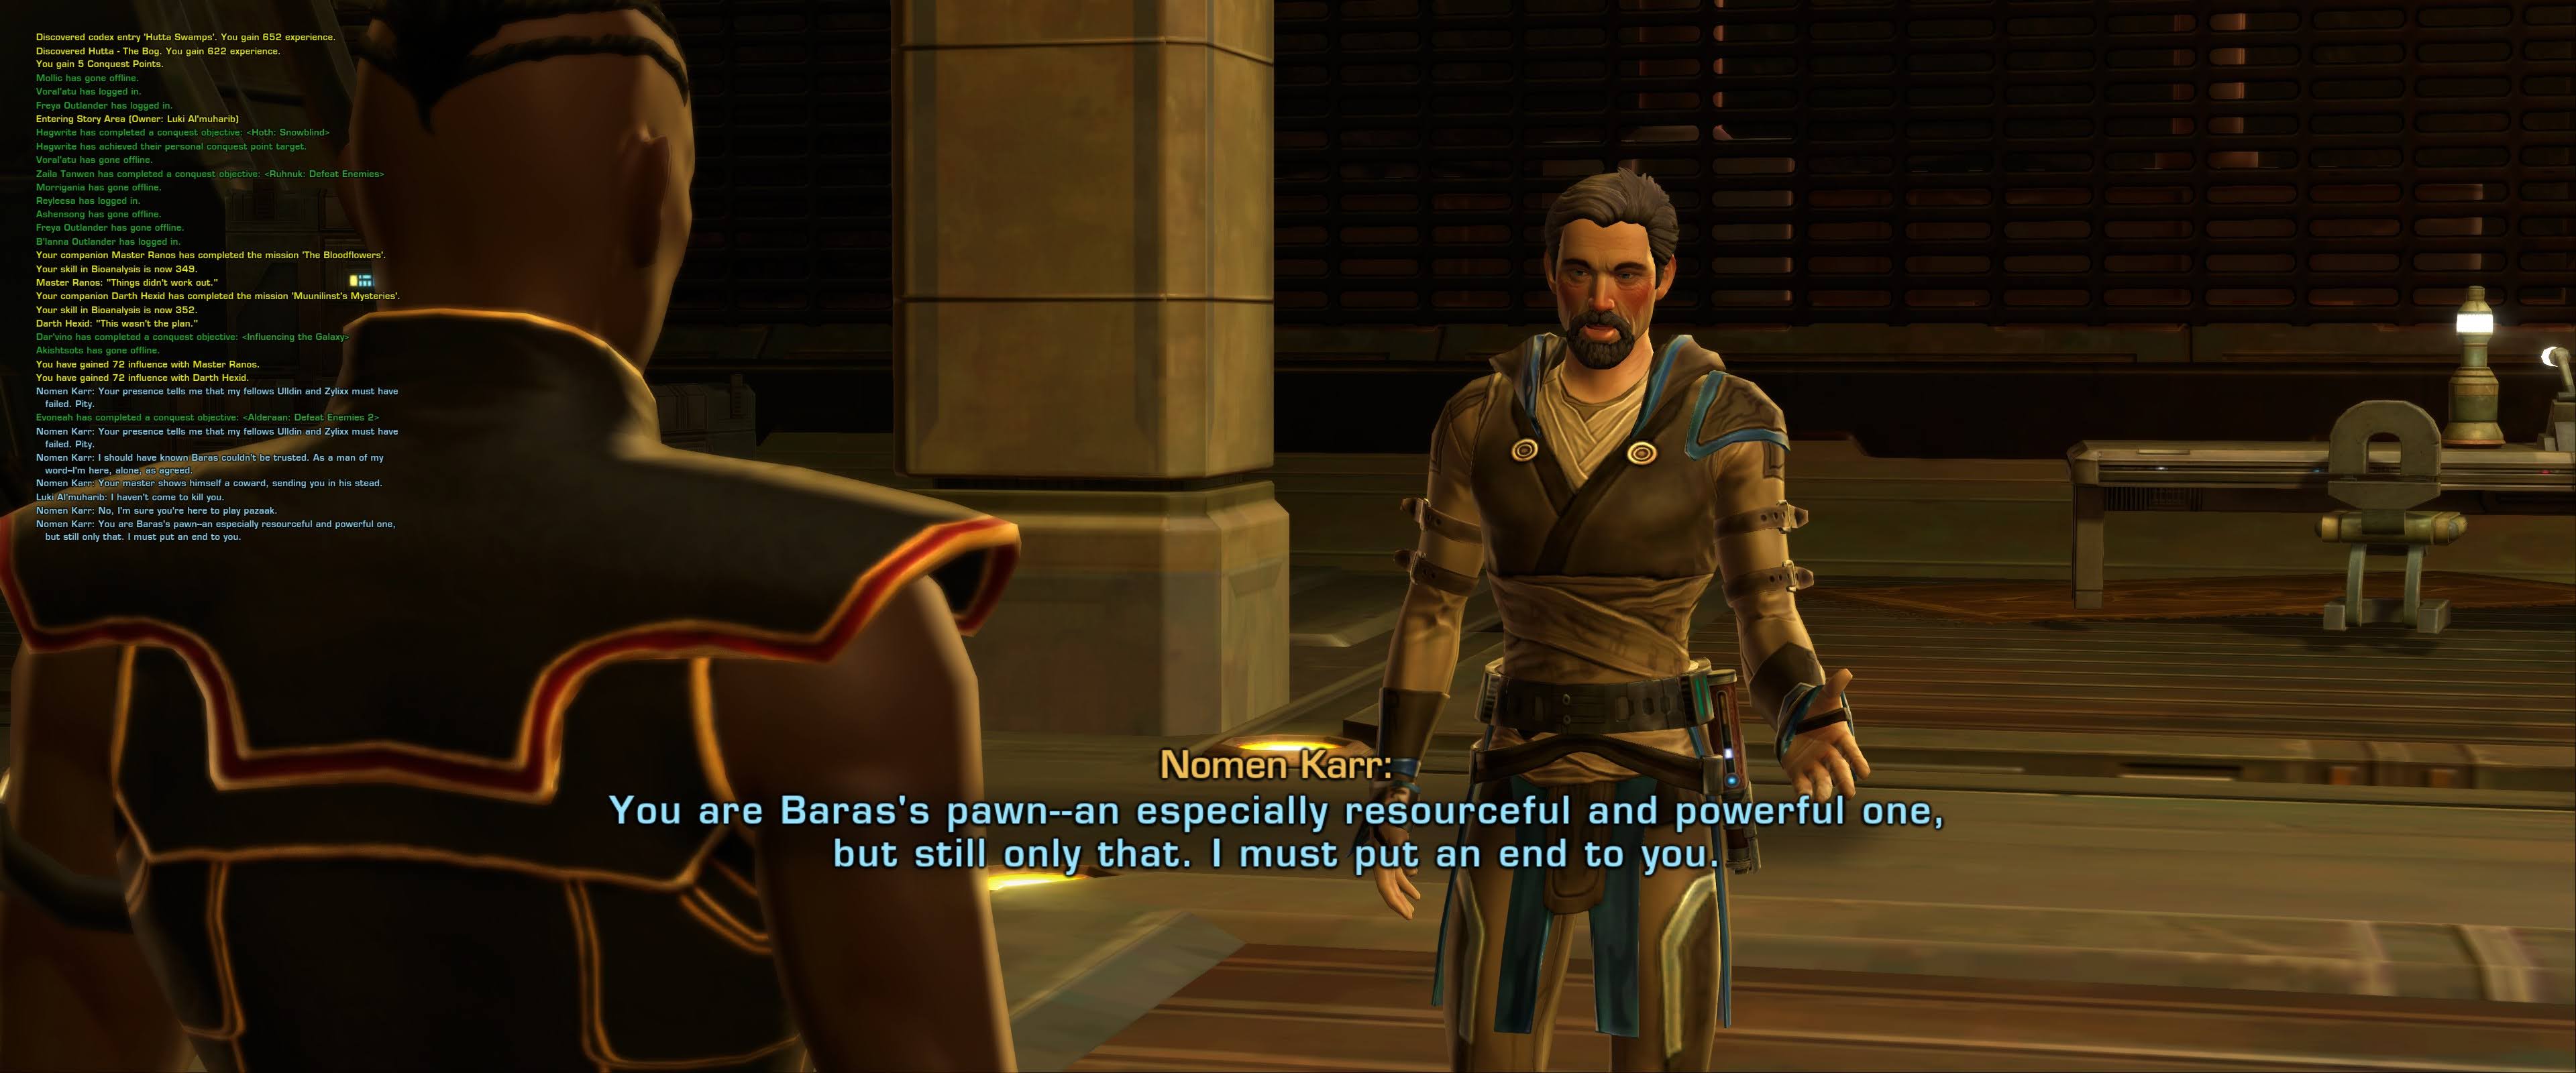 Discovered codex entry 'Hutta Swamps'. You gain 652 experience.
Discovered Hutta - The Bog. You gain 622 experience.
You gain 5 Conquest Points.
Mollic has gone offline.
Voral'atu has logged in.
Freya Outlander has logged in.
Entering Story Area (Owner: Luki Al'muharib)
Hagwrite has completed a conquest objective: <Hoth: Snowblind>
Hagwrite has achieved their personal conquest point target.
Voral'atu has gone offline.
Zaila Tanwen has completed a conquest objective: <Ruhnuk: Defeat Enemies>
Morrigania has gone offline.
Reyleesa has logged in.
Ashensong has gone offline.
Freya Outlander has gone offline.
B'lanna Outlander has logged in.
Your companion Master Ranos has completed the mission 'The Bloodflowers'.
Your skill in Bioanalysis is now 349.
Master Ranos: "Things didn't work out."
Your companion Darth Hexid has completed the mission 'Muunilinst's Mysteries'.
Your skill in Bioanalysis is now 352.
Darth Hexid: "This wasn't the plan."
Dar'vino has completed a conquest objective: <Influencing the Galaxy>
Akishtsots has gone offline.
You have gained 72 influence with Master Ranos.
You have gained 72 influence with Darth Hexid.
Nomen Karr: Your presence tells me that my fellows Ulldin and Zylixx must have
failed. Pity.
Evoneah has completed a conquest objective: <Alderaan: Defeat Enemies 2>
Nomen Karr: Your presence tells me that my fellows Ulldin and Zylixx must have
failed. Pity.
Nomen Karr: I should have known Baras couldn't be trusted. As a man of my
word--I'm here, alone, as agreed.
Nomen Karr: Your master shows himself a coward, sending you in his stead.
Luki Al'muharib: I haven't come to kill you.
Nomen Karr: No, I'm sure you're here to play pazaak.
Nomen Karr: You are Baras's pawn--an especially resourceful and powerful one,
but still only that. I must put an end to you.
Nomen Karr:
You are Baras's pawn--an especially resourceful and powerful one,
but still only that. I must put an end to you.